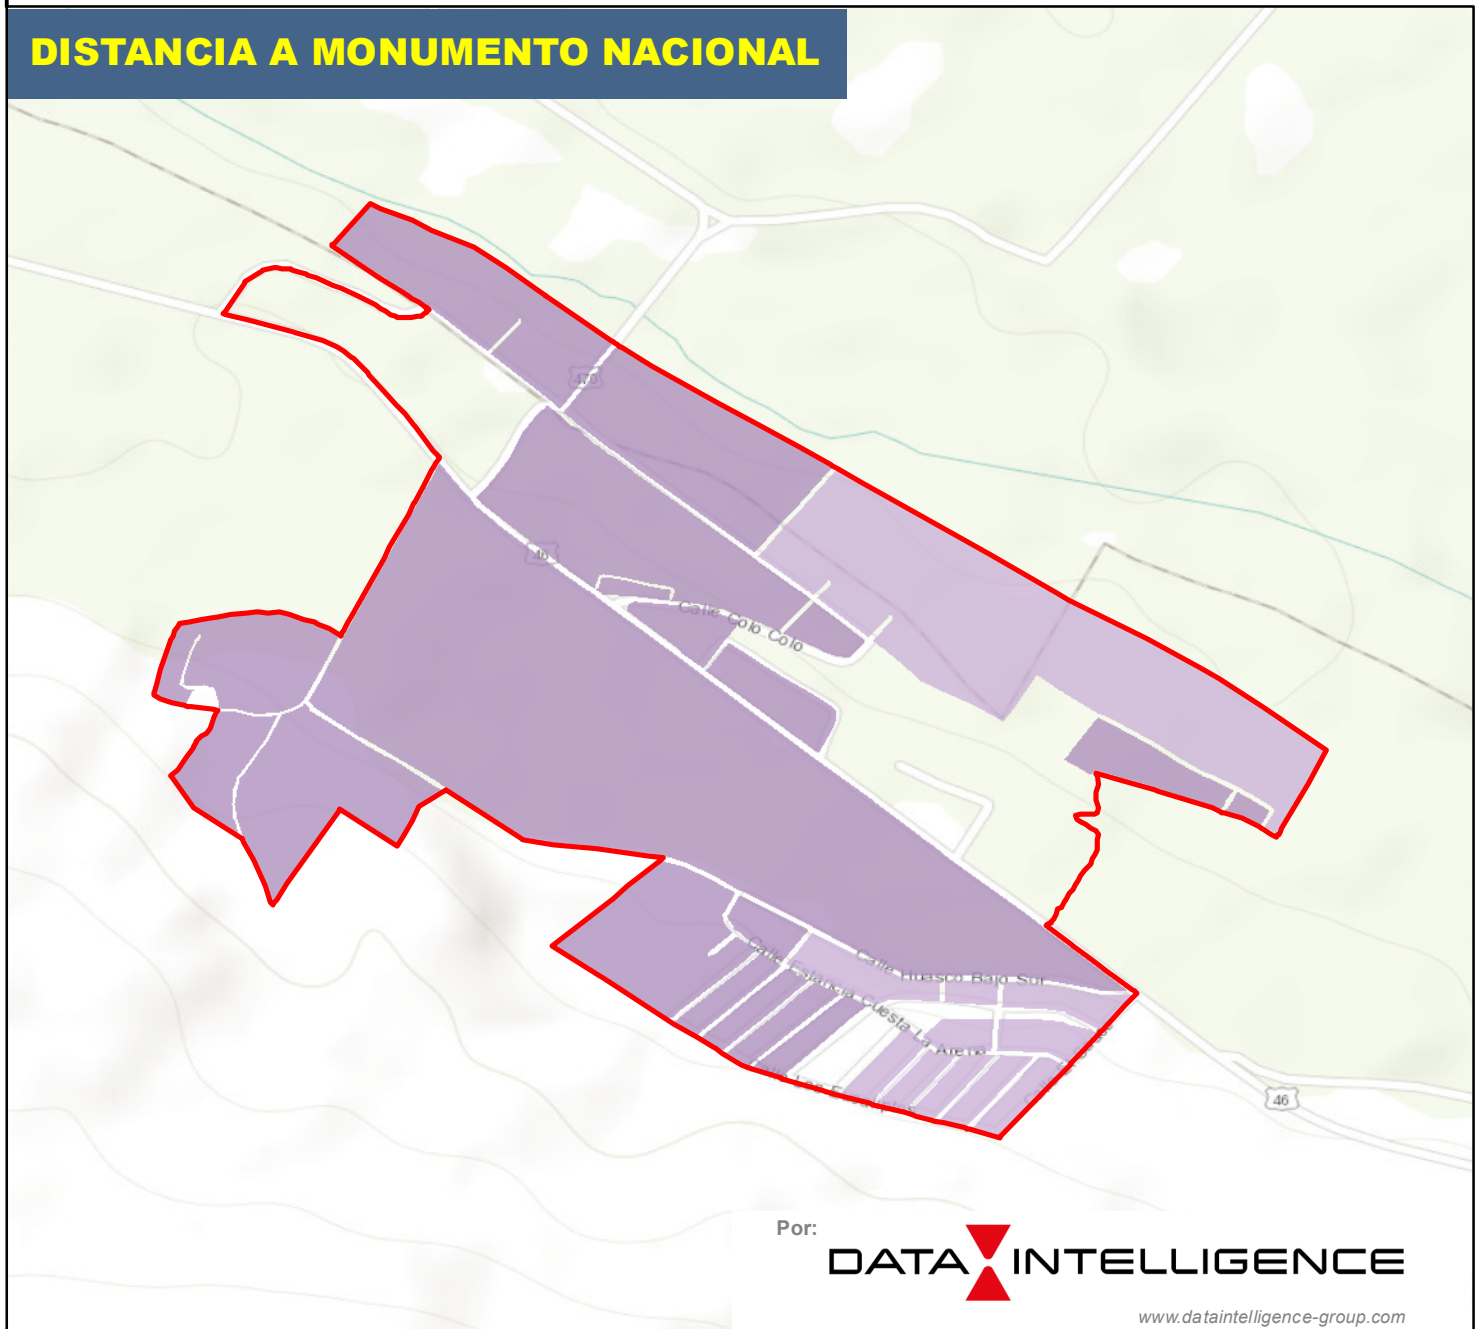 DISTANCIA A MONUMENTO NACIONAL
470
46
Calle Colo Colo
Calle Huasco Bajo Sur
Calle Estancia Cuesta La Arena
46
Por:
DATA INTELLIGENCE
www.dataintelligence-group.com